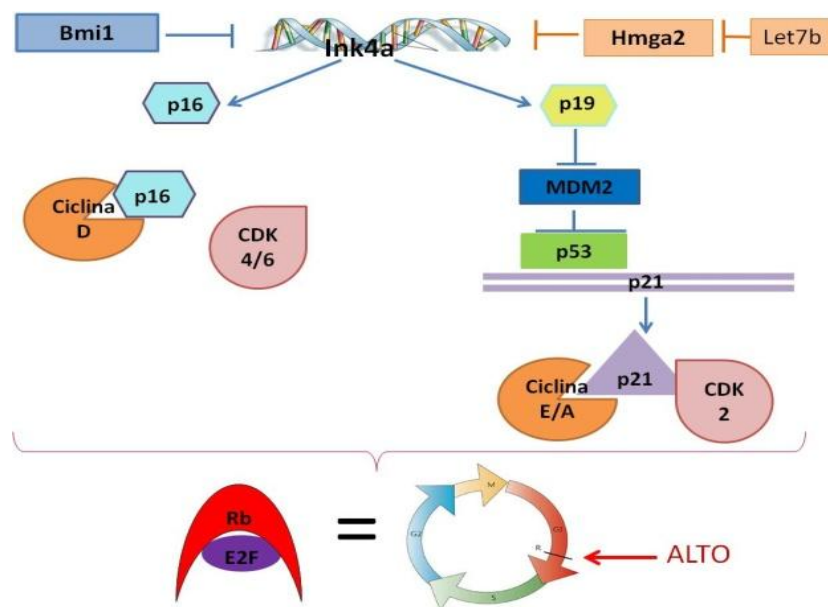 Bmi1
Ink4a
Hmga2
Let7b
p16
p19
MDM2
p53
p21
Ciclina
D
p16
CDK
4/6
Ciclina
E/A
p21
CDK
2
Rb
E2F
M
G1
R
S
G2
ALTO